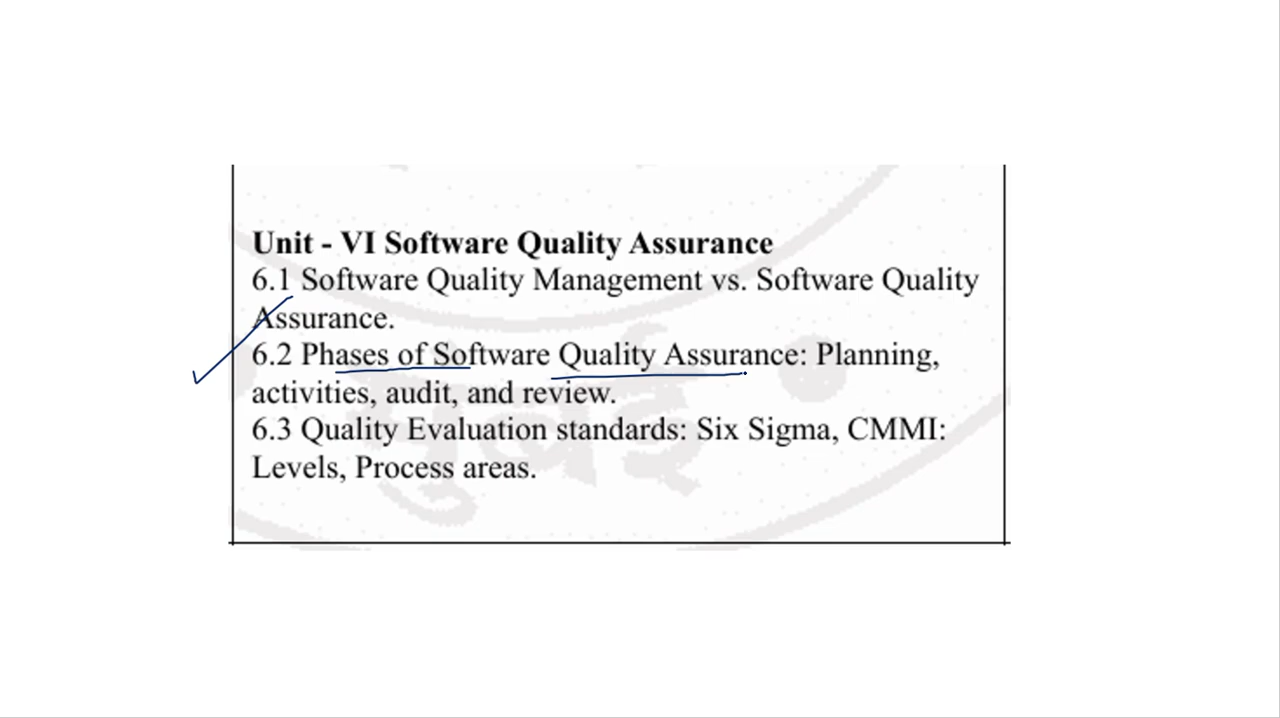 Unit - VI Software Quality Assurance
6.1 Software Quality Management vs. Software Quality
Assurance.
6.2 Phases of Software Quality Assurance: Planning,
activities, audit, and review.
6.3 Quality Evaluation standards: Six Sigma, CMMI:
Levels, Process areas.